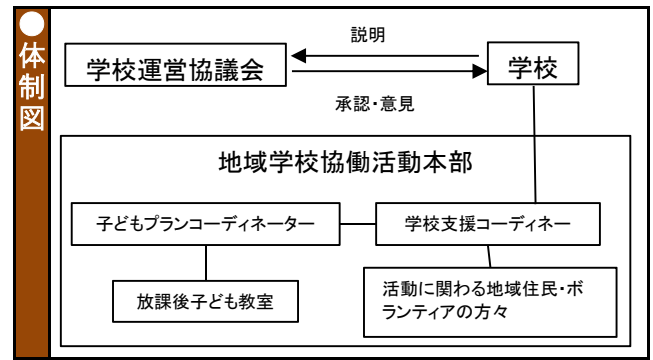 ●体制図
説明
学校運営協議会
学校
承認・意見
地域学校協働活動本部
子どもプランコーディネーター
学校支援コーディネー
放課後子ども教室
活動に関わる地域住民・ボ
ランティアの方々